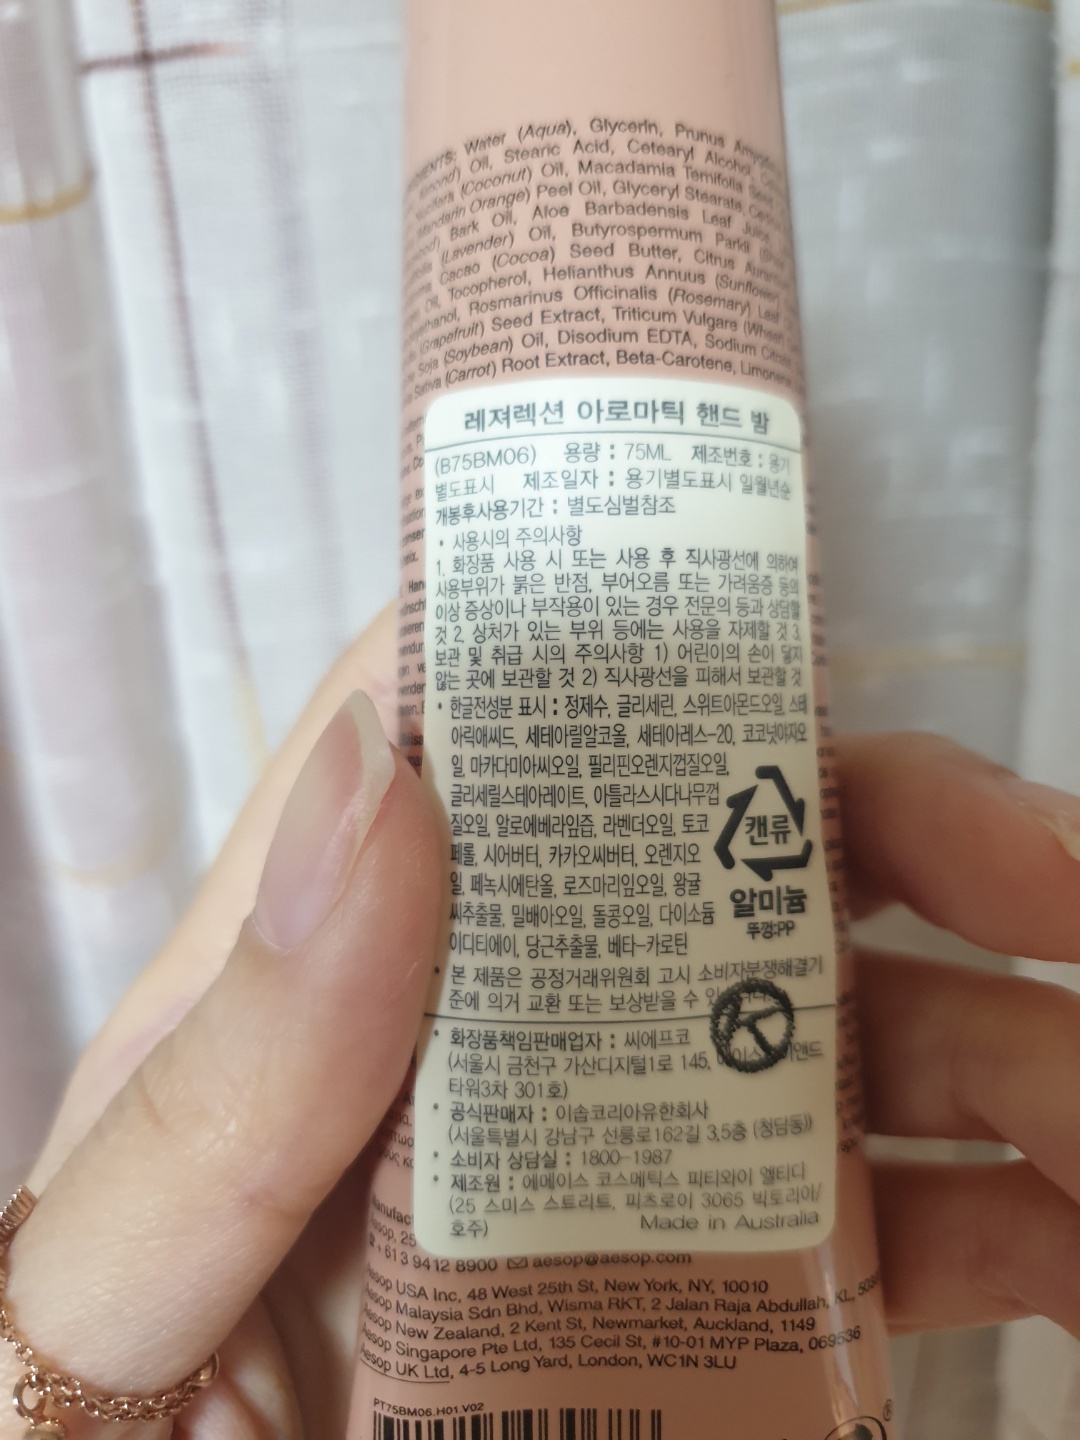 Water (Aqua), Glycerin, Prunus
Oil, Stearic Acid, Cetearyl Alcohol,
(Coconut) Oil, Macadamia Ternifolia Seed
(Mandarin Orange) Peel Oil, Glyceryl Stearate,
Bark Oil, Aloe Barbadensis Leaf Juice,
(Lavender) Oil, Butyrospermum Parkii
Cacao (Cocoa) Seed Butter, Citrus
Oil, Tocopherol, Helianthus Annuus (Sunflower)
Rosmarinus Officinalis (Rosemary) Leaf
(Grapefruit) Seed Extract, Triticum Vulgare (Wheat)
Soja (Soybean) Oil, Disodium EDTA, Sodium
Sativa (Carrot) Root Extract, Beta-Carotene,
레져렉션 아로마틱 핸드 밤
(B75BM06) 용량 : 75ML 제조번호 : 용기
별도표시 제조일자 : 용기별도표시 일월년순
개봉후사용기간 : 별도심벌참조
• 사용시의 주의사항
1. 화장품 사용 시 또는 사용 후 직사광선에 의하여
사용부위가 붉은 반점, 부어오름 또는 가려움증 등의
이상 증상이나 부작용이 있는 경우 전문의 등과 상담할
것 2. 상처가 있는 부위 등에는 사용을 자제할 것 3.
보관 및 취급 시의 주의사항 1) 어린이의 손이 닿지
않는 곳에 보관할 것 2) 직사광선을 피해서 보관할 것
• 한글전성분 표시 : 정제수, 글리세린, 스위트아몬드오일, 스테
아릭애씨드, 세테아릴알코올, 세테아레스-20, 코코넛야자오
일, 마카다미아씨오일, 필리핀오렌지껍질오일,
글리세릴스테아레이트, 아틀라스시다나무껍
질오일, 알로에베라잎즙, 라벤더오일, 토코
페롤, 시어버터, 카카오씨버터, 오렌지오
일, 페녹시에탄올, 로즈마리잎오일, 왕귤
씨추출물, 밀배아오일, 돌콩오일, 다이소듐
이디티에이, 당근추출물, 베타-카로틴
캔류
알미늄
뚜껑:PP
• 본 제품은 공정거래위원회 고시 소비자분쟁해결기
준에 의거 교환 또는 보상받을 수
• 화장품책임판매업자 : 씨에프코
(서울시 금천구 가산디지털1로 145,
타워3차 301호)
• 공식판매자 : 이솝코리아유한회사
(서울특별시 강남구 선릉로162길 3,5층 (청담동))
• 소비자 상담실 : 1800-1987
• 제조원 : 에메이스 코스메틱스 피티와이 엘티디
(25 스미스 스트리트, 피츠로이 3065 빅토리아/
호주) Made in Australia
+61 3 9412 8900 aesop@aesop.com
Aesop USA Inc, 48 West 25th St, New York, NY, 10010
Aesop Malaysia Sdn Bhd, Wisma RKT, 2 Jalan Raja Abdullah, KL,
Aesop New Zealand, 2 Kent St, Newmarket, Auckland, 1149
Aesop Singapore Pte Ltd, 135 Cecil St, #10-01 MYP Plaza, 069536
Aesop UK Ltd, 4-5 Long Yard, London, WC1N 3LU
PT75BM06.H01.V02